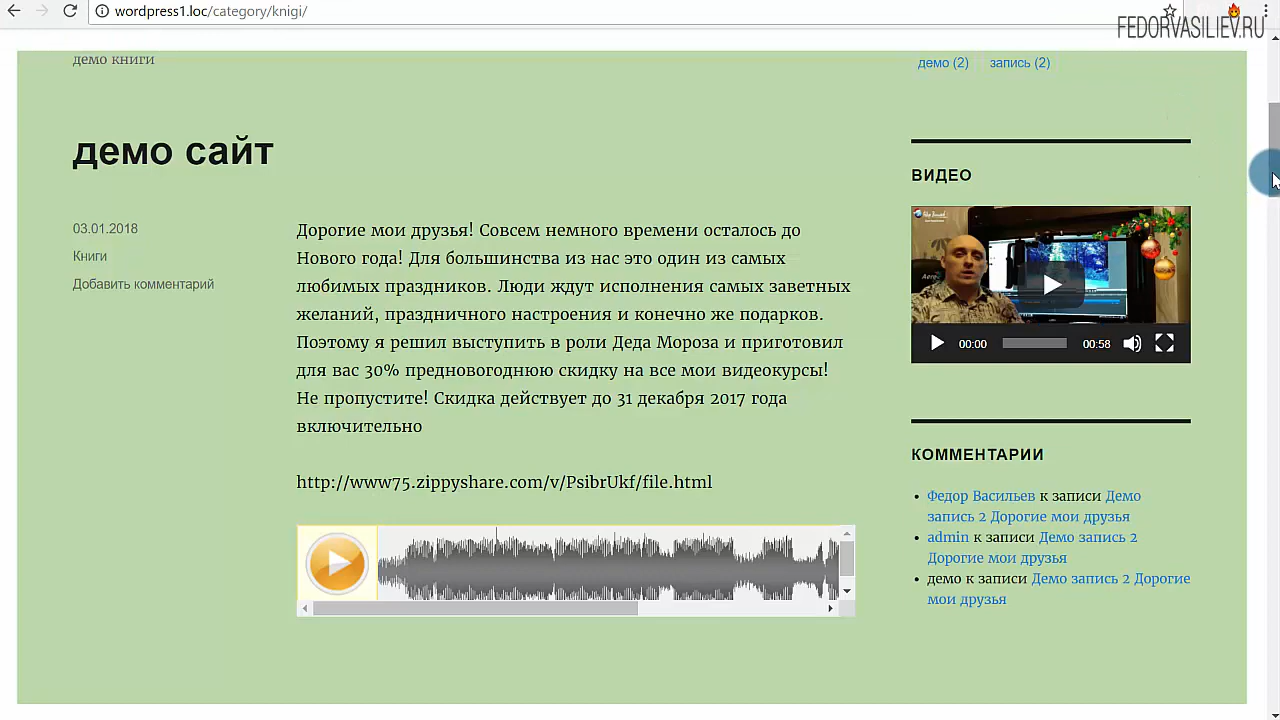 wordpress1.loc/category/knigi/
FEDORVASILIEV.RU
демо книги
демо (2) запись (2)
демо сайт
03.01.2018
Книги
Добавить комментарий
Дорогие мои друзья! Совсем немного времени осталось до
Нового года! Для большинства из нас это один из самых
любимых праздников. Люди ждут исполнения самых заветных
желаний, праздничного настроения и конечно же подарков.
Поэтому я решил выступить в роли Деда Мороза и приготовил
для вас 30% предновогоднюю скидку на все мои видеокурсы!
Не пропустите! Скидка действует до 31 декабря 2017 года
включительно
http://www75.zippyshare.com/v/PsibrUkf/file.html
ВИДЕО
00:00 00:58
КОММЕНТАРИИ
Федор Васильев к записи Демо
запись 2 Дорогие мои друзья
admin к записи Демо запись 2
Дорогие мои друзья
демо к записи Демо запись 2 Дорогие
мои друзья